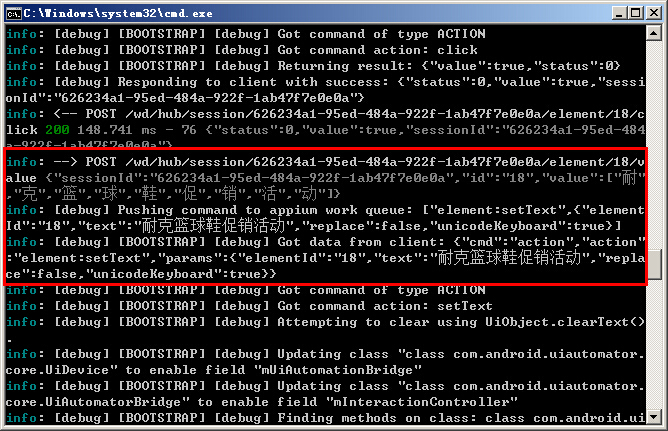 C:\Windows\system32\cmd.exe
info: [debug] [BOOTSTRAP] [debug] Got command of type ACTION
info: [debug] [BOOTSTRAP] [debug] Got command action: click
info: [debug] [BOOTSTRAP] [debug] Returning result: {"value":true,"status":0}
info: [debug] Responding to client with success: {"status":0,"value":true,"sessi
onId":"626234a1-95ed-484a-922f-1ab47f7e0e0a"}
info: <-- POST /wd/hub/session/626234a1-95ed-484a-922f-1ab47f7e0e0a/element/18/c
lick 200 148.741 ms - 76 {"status":0,"value":true,"sessionId":"626234a1-95ed-484
a-922f-1ab47f7e0e0a"}
info: --> POST /wd/hub/session/626234a1-95ed-484a-922f-1ab47f7e0e0a/element/18/v
alue {"sessionId":"626234a1-95ed-484a-922f-1ab47f7e0e0a","id":"18","value":["耐"
,"克","篮","球","鞋","促","销","活","动"]}
info: [debug] Pushing command to appium work queue: ["element:setText",{"element
Id":"18","text":"耐克篮球鞋促销活动","replace":false,"unicodeKeyboard":true}]
info: [debug] [BOOTSTRAP] [debug] Got data from client: {"cmd":"action","action"
:"element:setText","params":{"elementId":"18","text":"耐克篮球鞋促销活动","repla
ce":false,"unicodeKeyboard":true}}
info: [debug] [BOOTSTRAP] [debug] Got command of type ACTION
info: [debug] [BOOTSTRAP] [debug] Got command action: setText
info: [debug] [BOOTSTRAP] [debug] Attempting to clear using UiObject.clearText()
.
info: [debug] [BOOTSTRAP] [debug] Updating class "class com.android.uiautomator.
core.UiDevice" to enable field "mUiAutomationBridge"
info: [debug] [BOOTSTRAP] [debug] Updating class "class com.android.uiautomator.
core.UiAutomatorBridge" to enable field "mInteractionController"
info: [debug] [BOOTSTRAP] [debug] Finding methods on class: class com.android.ui